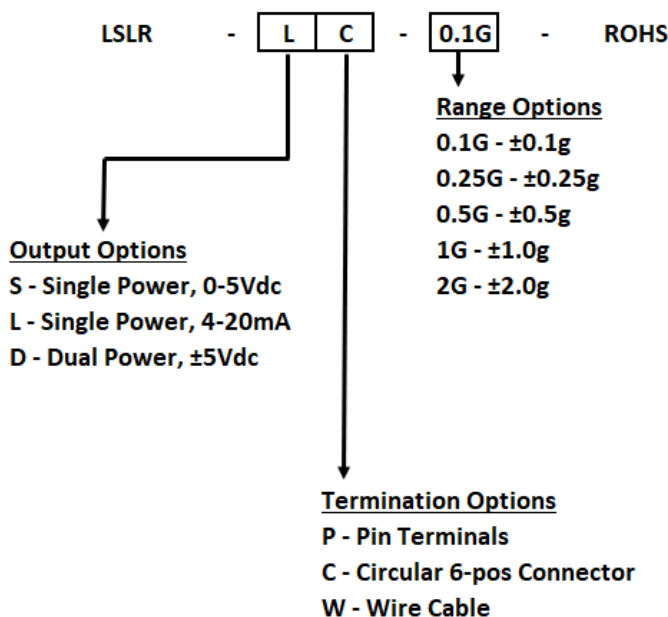 LSLR - L C - 0.1G - ROHS
Range Options
0.1G - ±0.1g
0.25G - ±0.25g
0.5G - ±0.5g
1G - ±1.0g
2G - ±2.0g
Output Options
S - Single Power, 0-5Vdc
L - Single Power, 4-20mA
D - Dual Power, ±5Vdc
Termination Options
P - Pin Terminals
C - Circular 6-pos Connector
W - Wire Cable